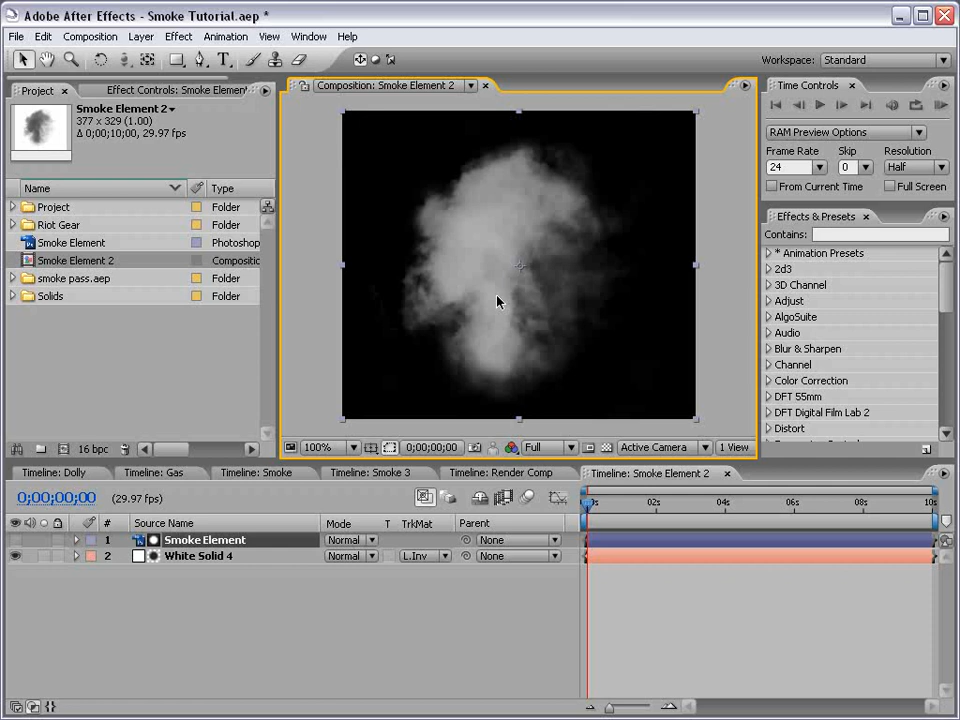 Adobe After Effects - Smoke Tutorial.aep *
File Edit Composition Layer Effect Animation View Window Help
T Workspace: Standard
Project × Effect Controls: Smoke Element
Smoke Element 2
377 x 329 (1.00)
Δ 0;00;10;00, 29.97 fps
Name Type
Project Folder
Riot Gear Folder
Smoke Element Photoshop
Smoke Element 2 Compositic
smoke pass.aep Folder
Solids Folder
16 bpc
Composition: Smoke Element 2 ×
100% 0;00;00;00 Full Active Camera 1 View
Time Controls ×
RAM Preview Options
Frame Rate Skip Resolution
24 0 Half
From Current Time Full Screen
Effects & Presets ×
Contains:
* Animation Presets
2d3
3D Channel
Adjust
AlgoSuite
Audio
Blur & Sharpen
Channel
Color Correction
DFT 55mm
DFT Digital Film Lab 2
Distort
Timeline: Dolly Timeline: Gas Timeline: Smoke Timeline: Smoke 3 Timeline: Render Comp Timeline: Smoke Element 2 ×
0;00;00;00 (29.97 fps)
02s 04s 06s 08s 10s
# Source Name Mode T TrkMat Parent
1 Smoke Element Normal None
2 White Solid 4 Normal L.Inv None